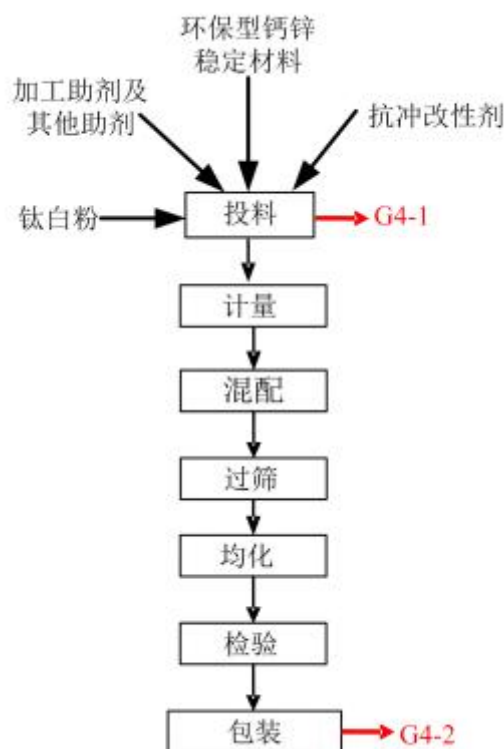 环保型钙锌
稳定材料
加工助剂及
其他助剂
抗冲改性剂
钛白粉
投料
G4-1
计量
混配
过筛
均化
检验
包装
G4-2